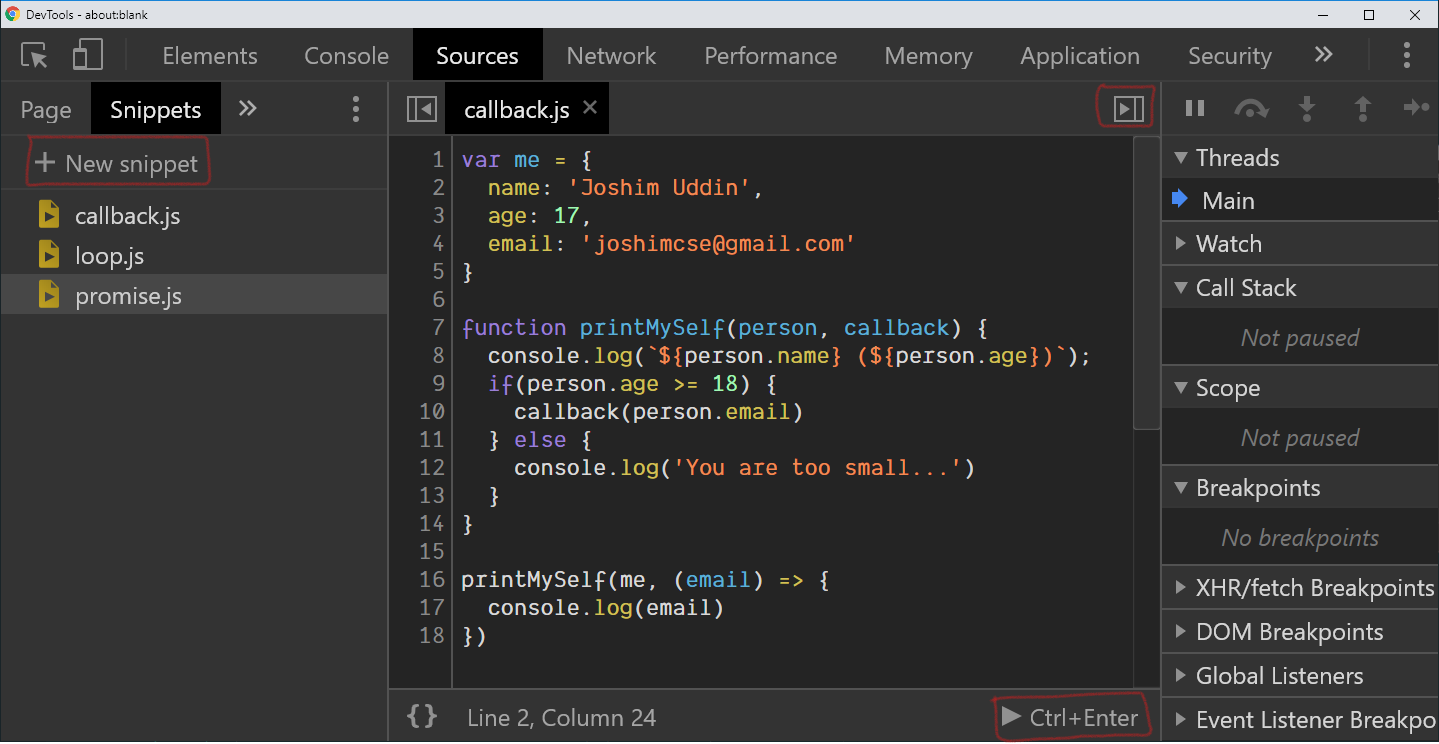 DevTools - about:blank
Elements Console Sources Network Performance Memory Application Security »
Page Snippets »
+ New snippet
callback.js
loop.js
promise.js
callback.js ×
1 var me = {
2   name: 'Joshim Uddin',
3   age: 17,
4   email: 'joshimcse@gmail.com'
5 }
6
7 function printMySelf(person, callback) {
8   console.log(`${person.name} (${person.age})`);
9   if(person.age >= 18) {
10     callback(person.email)
11   } else {
12     console.log('You are too small...')
13   }
14 }
15
16 printMySelf(me, (email) => {
17   console.log(email)
18 })
{} Line 2, Column 24
Ctrl+Enter
Threads
Main
Watch
Call Stack
Not paused
Scope
Not paused
Breakpoints
No breakpoints
XHR/fetch Breakpoints
DOM Breakpoints
Global Listeners
Event Listener Breakpo